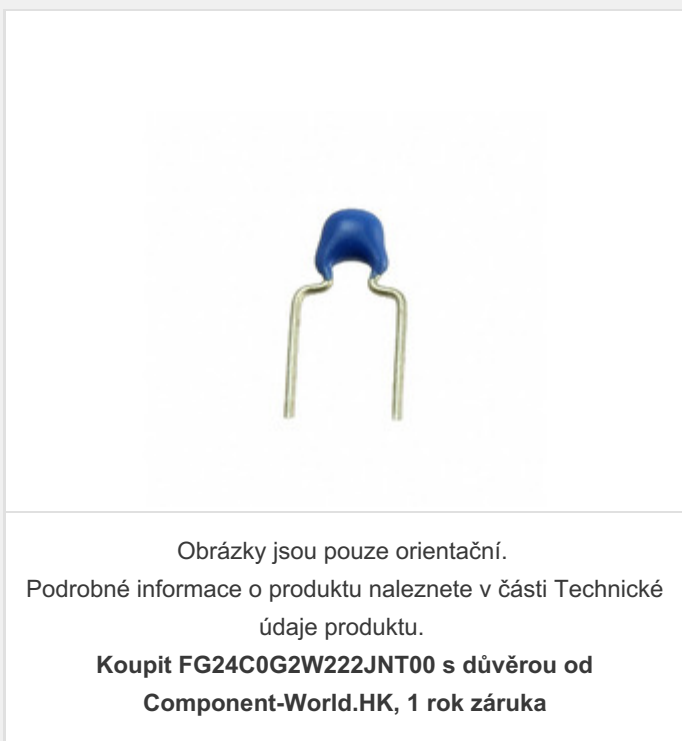 Obrázky jsou pouze orientační.
Podrobné informace o produktu naleznete v části Technické
údaje produktu.
Koupit FG24C0G2W222JNT00 s důvěrou od
Component-World.HK, 1 rok záruka